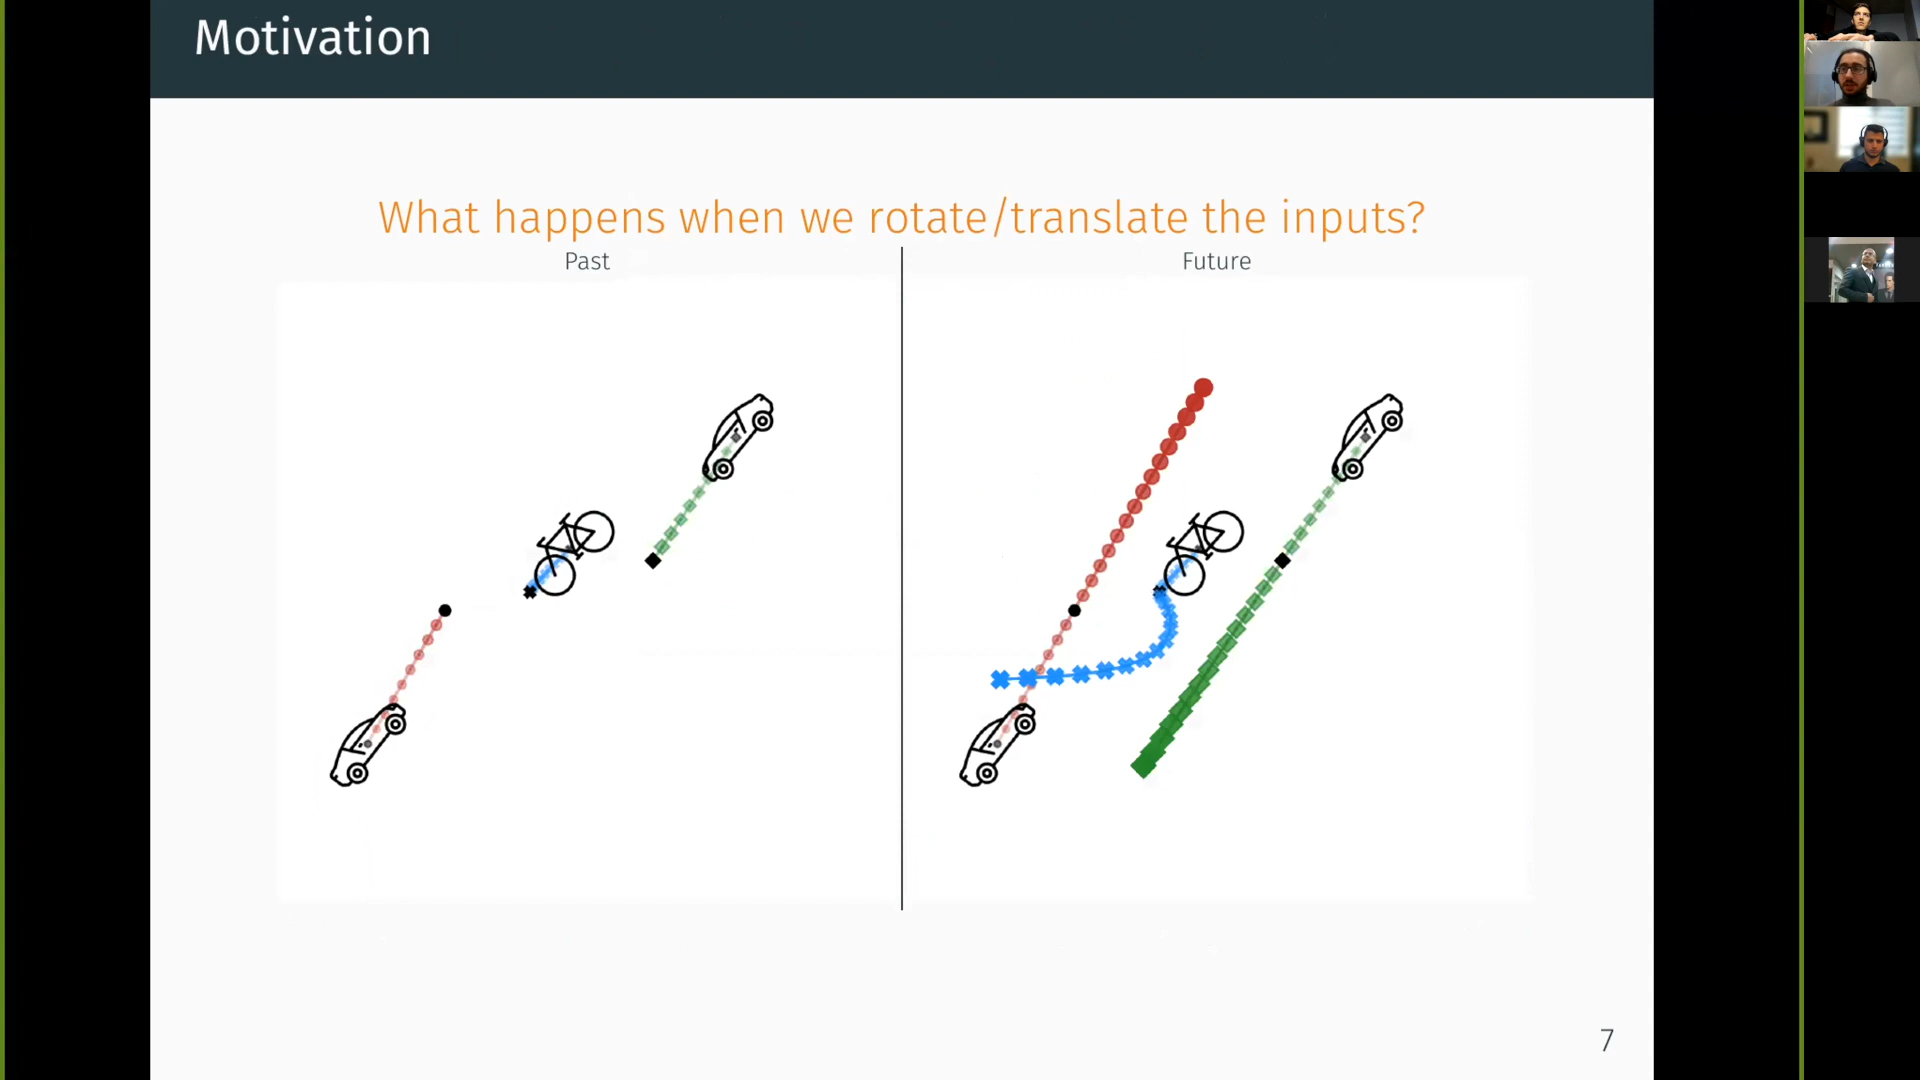 Motivation
What happens when we rotate/translate the inputs?
Past
Future
7